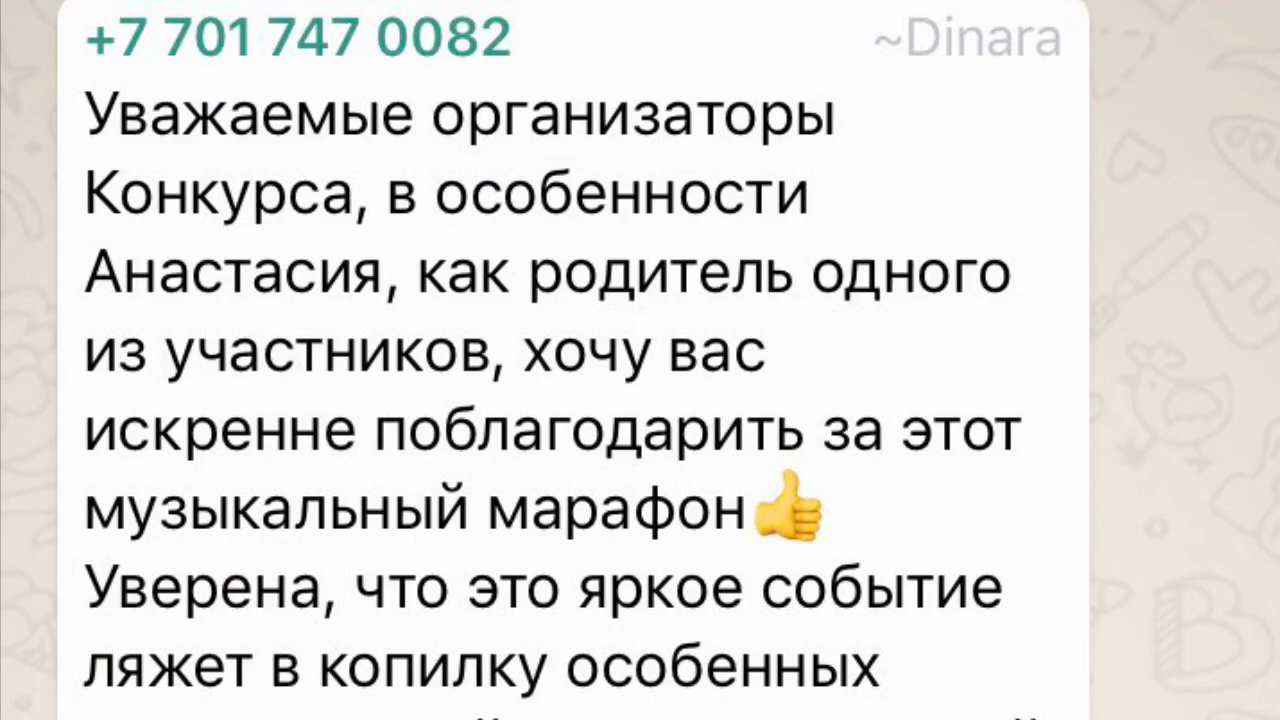 +7 701 747 0082 ~Dinara
Уважаемые организаторы
Конкурса, в особенности
Анастасия, как родитель одного
из участников, хочу вас
искренне поблагодарить за этот
музыкальный марафон👍
Уверена, что это яркое событие
ляжет в копилку особенных